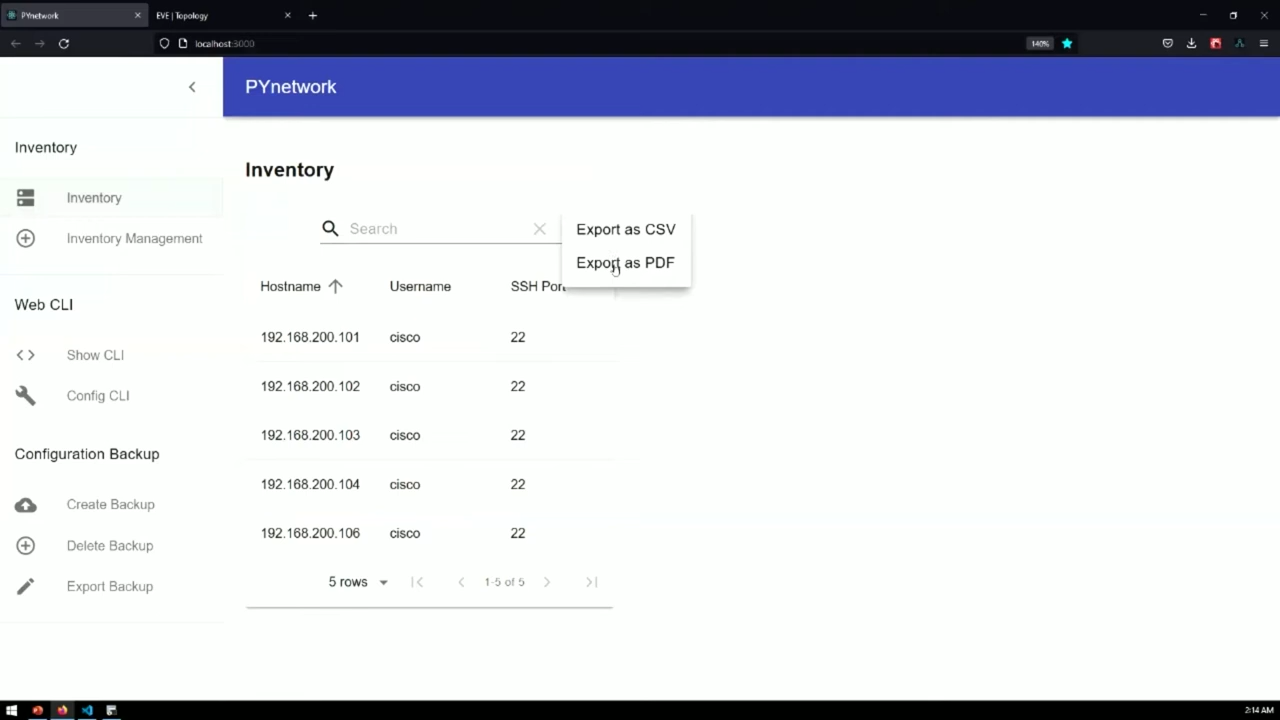 PYnetwork
EVE | Topology
localhost:3000
140%
PYnetwork
Inventory
Inventory
Inventory Management
Web CLI
Show CLI
Config CLI
Configuration Backup
Create Backup
Delete Backup
Export Backup
Inventory
Search
Export as CSV
Export as PDF
Hostname Username SSH Port
192.168.200.101 cisco 22
192.168.200.102 cisco 22
192.168.200.103 cisco 22
192.168.200.104 cisco 22
192.168.200.106 cisco 22
5 rows 1-5 of 5
2:14 AM